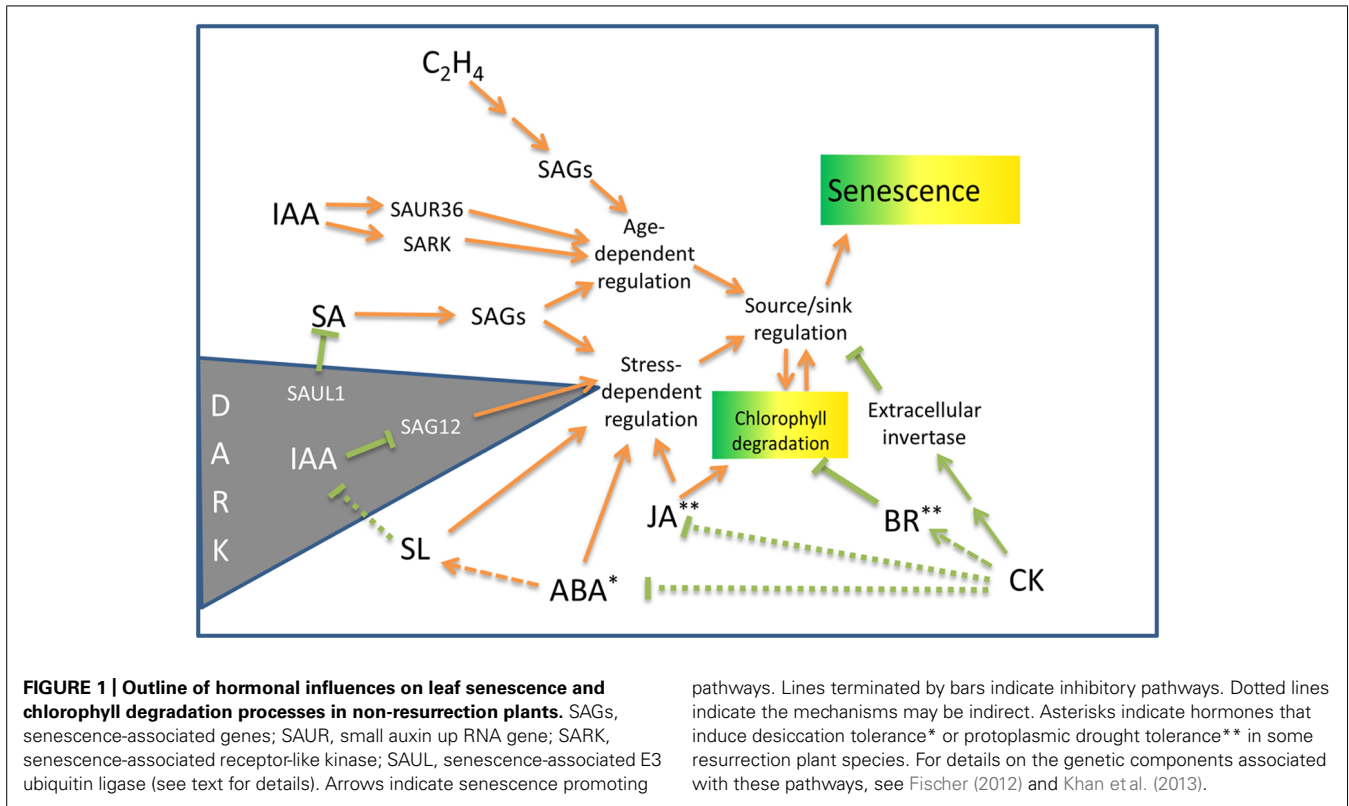 C₂H₄
SAGs
Senescence
IAA
SAUR36
SARK
Age-
dependent
regulation
SA
SAGs
Source/sink
regulation
Stress-
dependent
regulation
SAUL1
D
A
R
K
SAG12
IAA
Chlorophyll
degradation
Extracellular
invertase
JA**
BR**
SL
ABA*
CK
FIGURE 1 | Outline of hormonal influences on leaf senescence and
chlorophyll degradation processes in non-resurrection plants. SAGs,
senescence-associated genes; SAUR, small auxin up RNA gene; SARK,
senescence-associated receptor-like kinase; SAUL, senescence-associated E3
ubiquitin ligase (see text for details). Arrows indicate senescence promoting
pathways. Lines terminated by bars indicate inhibitory pathways. Dotted lines
indicate the mechanisms may be indirect. Asterisks indicate hormones that
induce desiccation tolerance* or protoplasmic drought tolerance** in some
resurrection plant species. For details on the genetic components associated
with these pathways, see Fischer (2012) and Khan et al. (2013).